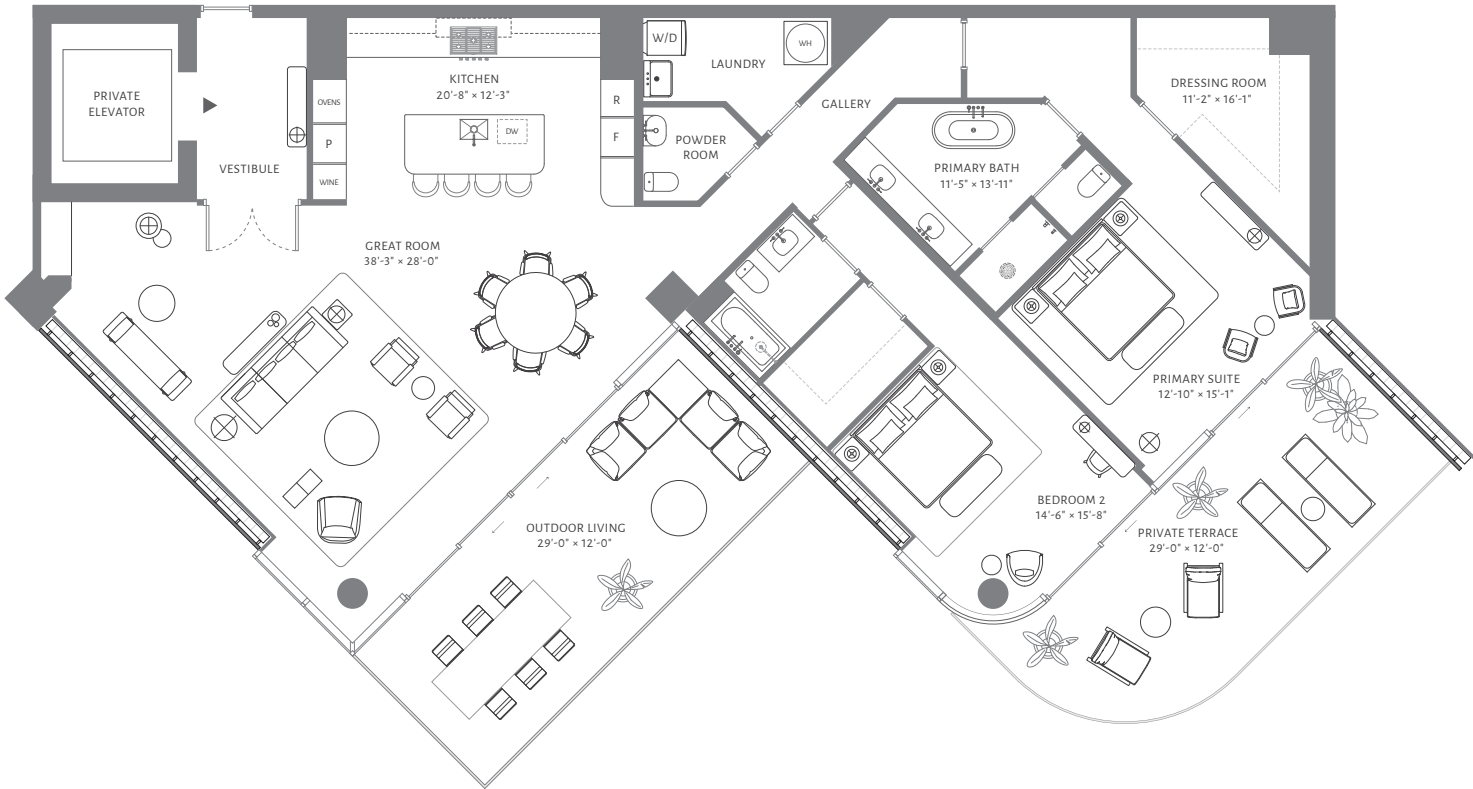 PRIVATE
ELEVATOR
VESTIBULE
OVENS
P
WINE
KITCHEN
20'-8" × 12'-3"
DW
R
F
W/D
LAUNDRY
WH
POWDER
ROOM
GALLERY
DRESSING ROOM
11'-2" × 16'-1"
PRIMARY BATH
11'-5" × 13'-11"
GREAT ROOM
38'-3" × 28'-0"
PRIMARY SUITE
12'-10" × 15'-1"
BEDROOM 2
14'-6" × 15'-8"
OUTDOOR LIVING
29'-0" × 12'-0"
PRIVATE TERRACE
29'-0" × 12'-0"